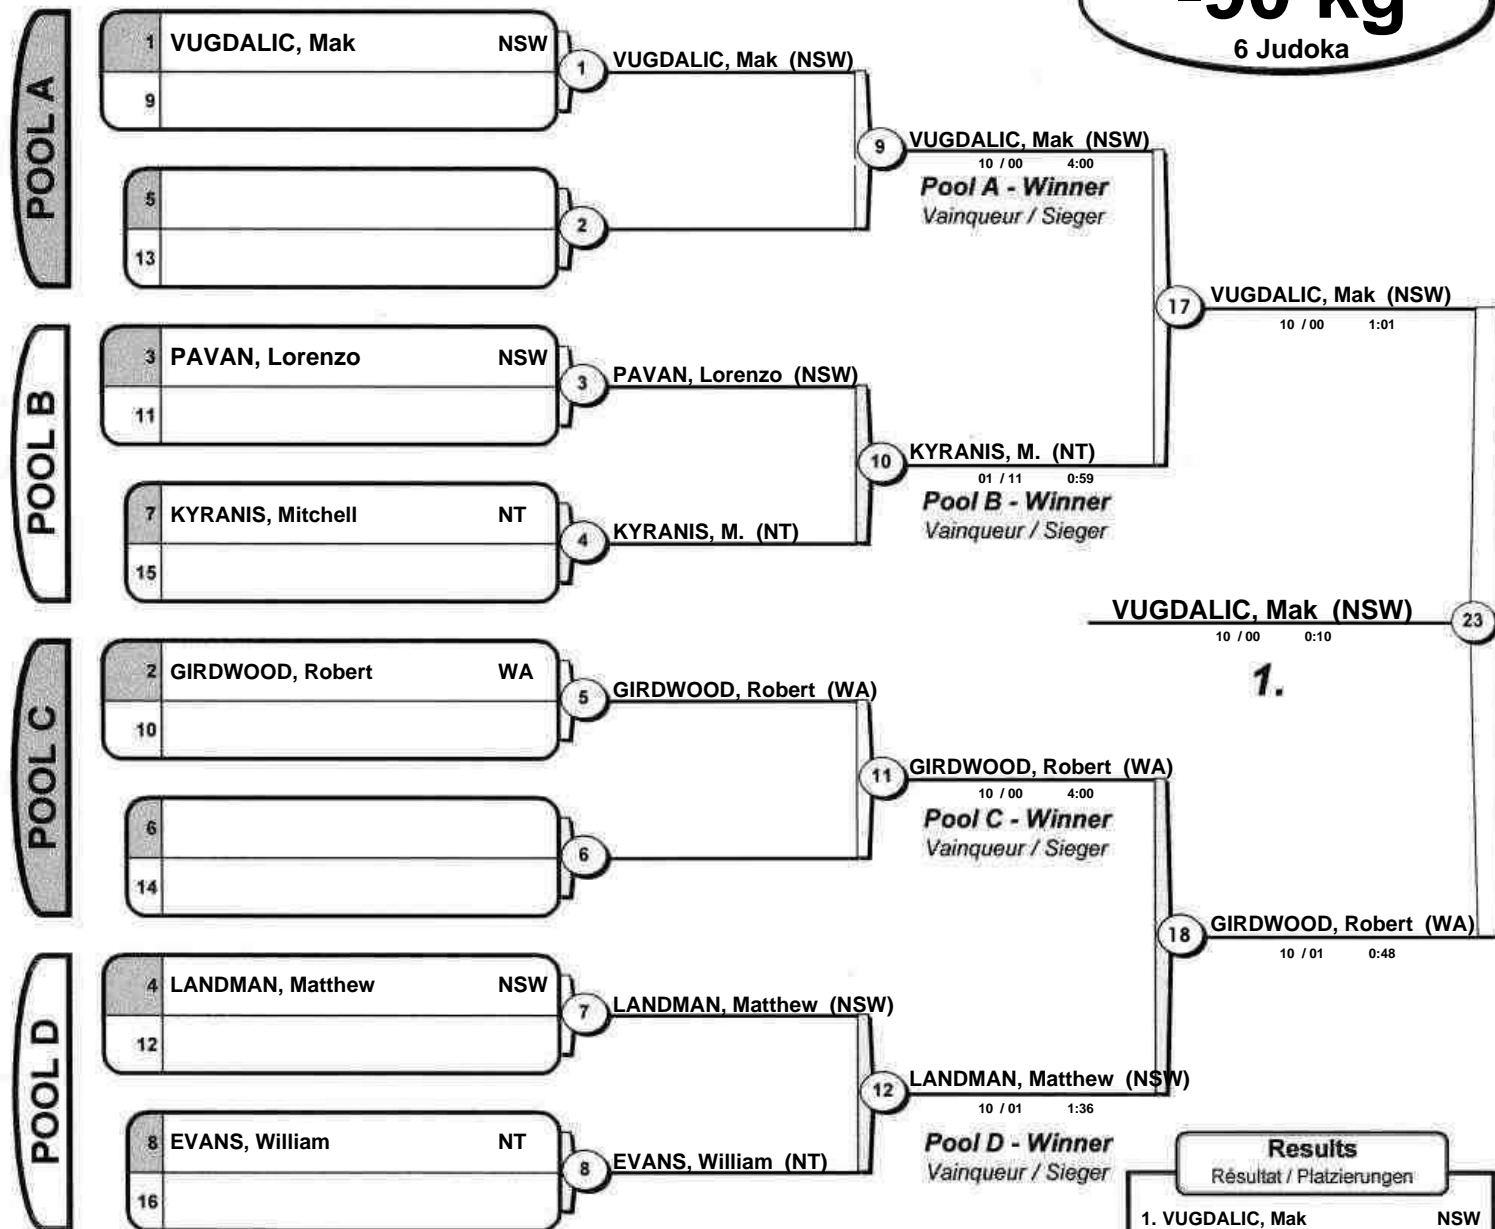 -90 kg
6 Judoka
POOL A
1 VUGDALIC, Mak NSW
9
1
VUGDALIC, Mak (NSW)
5
13
2
9
VUGDALIC, Mak (NSW)
10 / 00 4:00
Pool A - Winner
Vainqueur / Sieger
POOL B
3 PAVAN, Lorenzo NSW
11
3
PAVAN, Lorenzo (NSW)
7 KYRANIS, Mitchell NT
15
4
KYRANIS, M. (NT)
10
KYRANIS, M. (NT)
01 / 11 0:59
Pool B - Winner
Vainqueur / Sieger
17
VUGDALIC, Mak (NSW)
10 / 00 1:01
POOL C
2 GIRDWOOD, Robert WA
10
5
GIRDWOOD, Robert (WA)
6
14
6
11
GIRDWOOD, Robert (WA)
10 / 00 4:00
Pool C - Winner
Vainqueur / Sieger
POOL D
4 LANDMAN, Matthew NSW
12
7
LANDMAN, Matthew (NSW)
8 EVANS, William NT
16
8
EVANS, William (NT)
12
LANDMAN, Matthew (NSW)
10 / 01 1:36
Pool D - Winner
Vainqueur / Sieger
18
GIRDWOOD, Robert (WA)
10 / 01 0:48
VUGDALIC, Mak (NSW)
23
10 / 00 0:10
1.
Results
Résultat / Platzierungen
1. VUGDALIC, Mak NSW